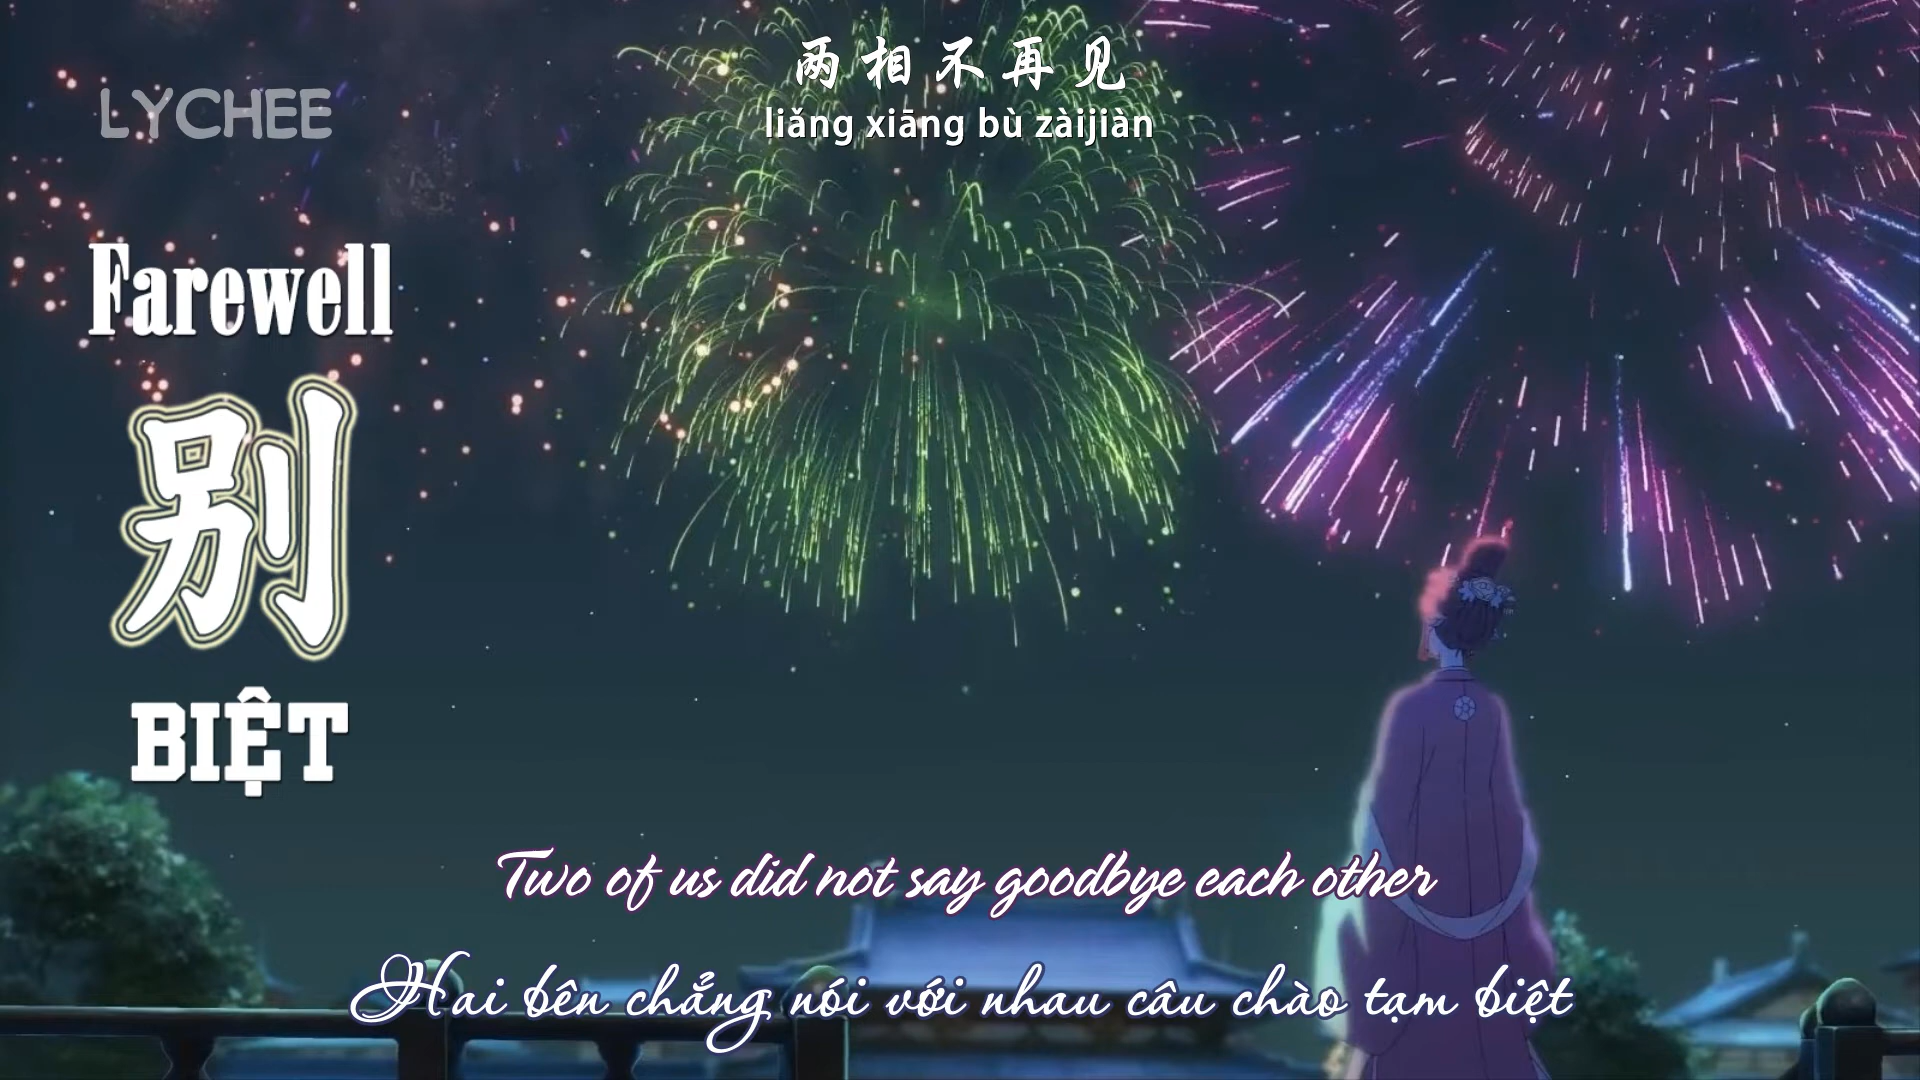 两相不再见
liǎng xiāng bù zàijiàn
LYCHEE
Farewell
别
BIỆT
Two of us did not say goodbye each other
Hai bên chẳng nói với nhau câu chào tạm biệt